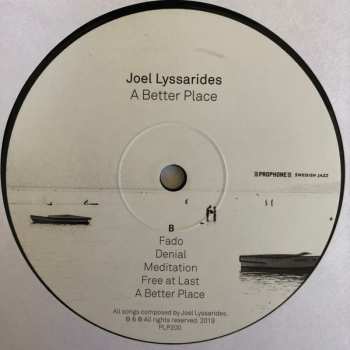 Joel Lyssarides
A Better Place
PROPHONE SWEDISH JAZZ
B
Fado
Denial
Meditation
Free at Last
A Better Place
All songs composed by Joel Lyssarides.
℗ & © All rights reserved. 2019
PLP200